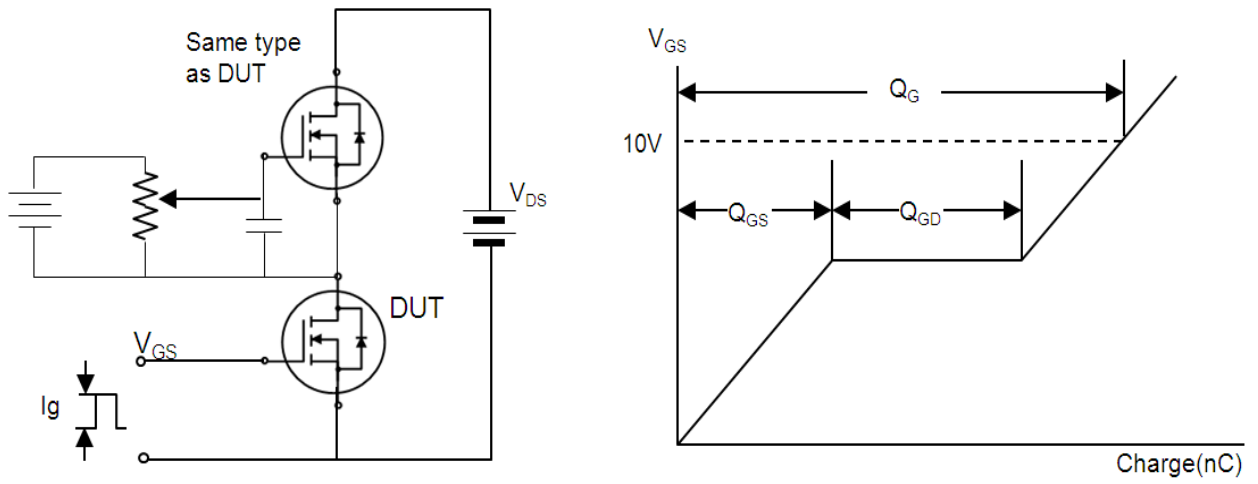 Same type
as DUT
V_DS
DUT
V_GS
Ig
V_GS
Q_G
10V
Q_GS
Q_GD
Charge(nC)